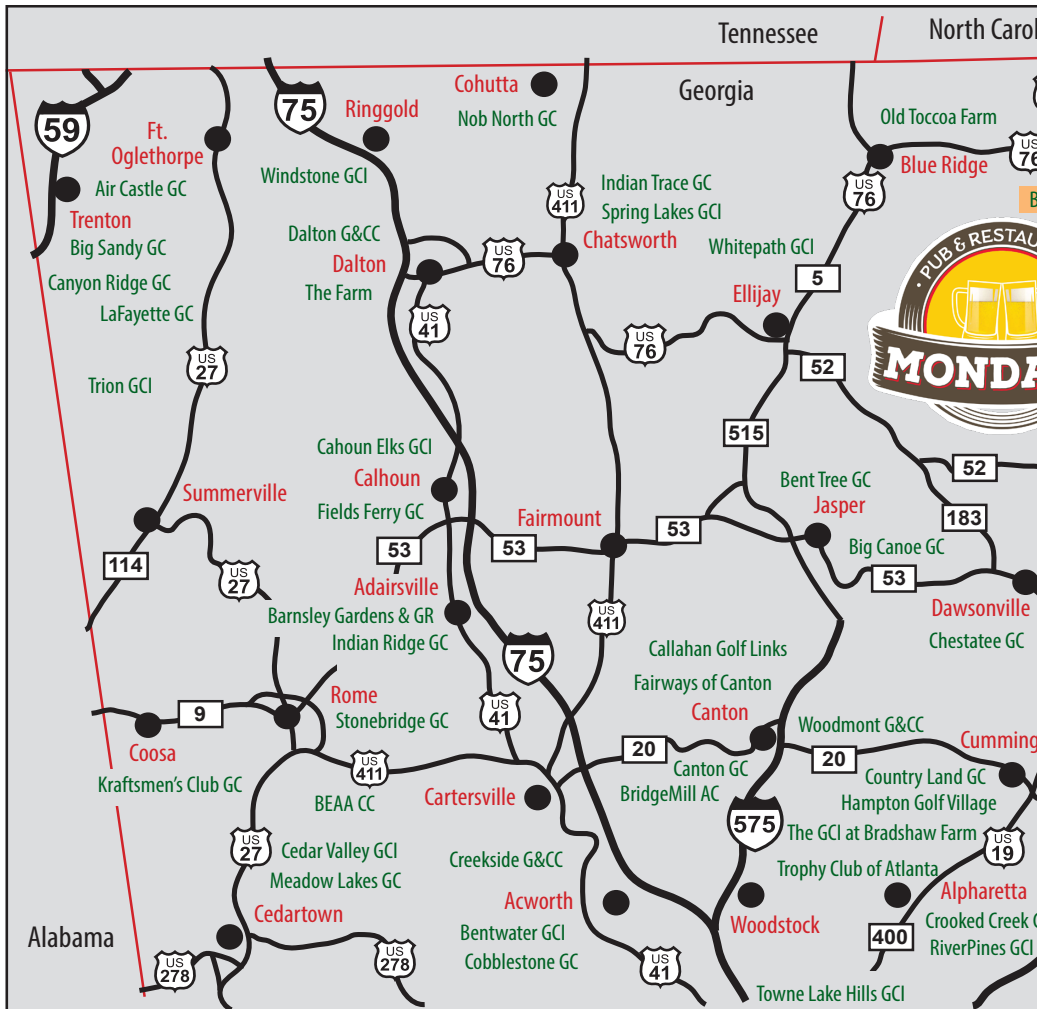 Tennessee
North Carol
Georgia
Alabama
59
75
Ringgold
Cohutta
Nob North GC
Ft.
Oglethorpe
Old Toccoa Farm
US
76
Blue Ridge
US
76
Air Castle GC
Trenton
Windstone GCI
US
411
Indian Trace GC
Spring Lakes GCI
Chatsworth
Big Sandy GC
Canyon Ridge GC
LaFayette GC
Dalton G&CC
Dalton
The Farm
US
76
Whitepath GCI
5
PUB & RESTAU
MONDA
B
Ellijay
US
41
US
76
US
27
Trion GCI
52
515
Cahoun Elks GCI
Calhoun
Fields Ferry GC
Summerville
Bent Tree GC
Jasper
52
183
Fairmount
53
53
53
Big Canoe GC
53
114
US
27
Adairsville
Barnsley Gardens & GR
Indian Ridge GC
US
411
Dawsonville
Chestatee GC
75
Callahan Golf Links
Fairways of Canton
Canton
9
Rome
Stonebridge GC
US
41
Coosa
Kraftsmen's Club GC
US
411
BEAA CC
20
Woodmont G&CC
20
Cumming
Canton GC
BridgeMill AC
Cartersville
Country Land GC
Hampton Golf Village
575
The GCI at Bradshaw Farm
US
19
US
27
Cedar Valley GCI
Meadow Lakes GC
Creekside G&CC
Trophy Club of Atlanta
Cedartown
Acworth
Woodstock
Alpharetta
Crooked Creek G
RiverPines GCI
400
Bentwater GCI
Cobblestone GC
US
278
US
278
US
41
Towne Lake Hills GCI